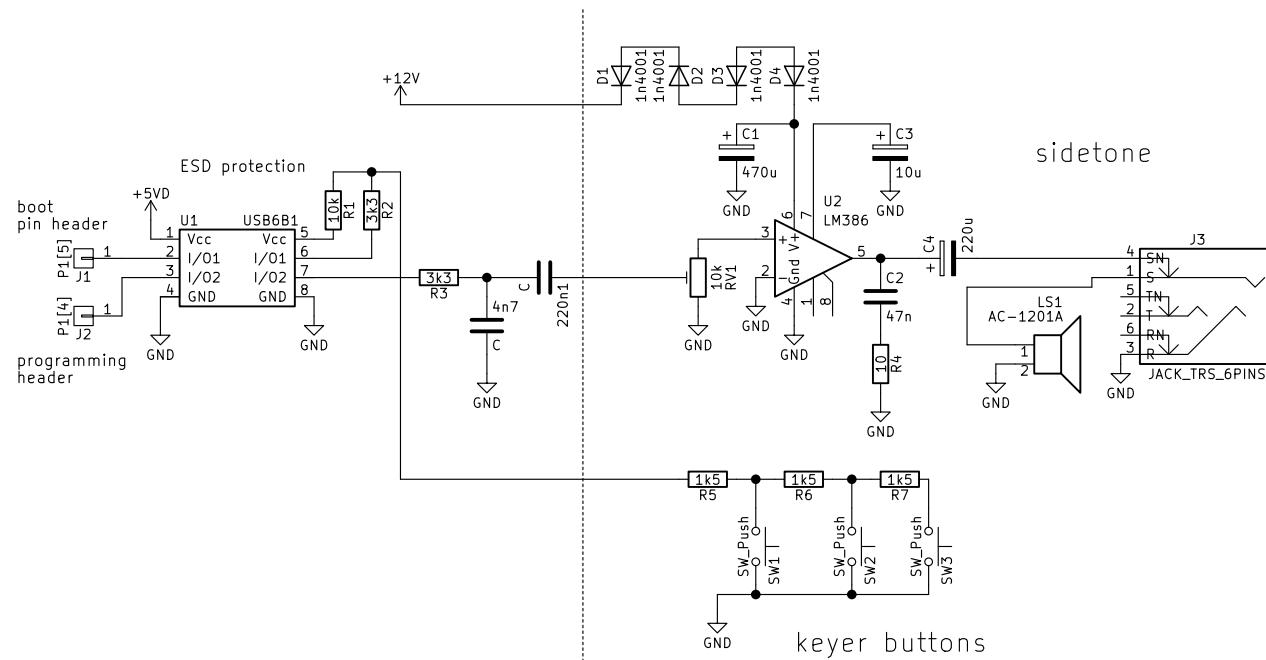 +12V
D1
1n4001
1n4001
D2
D3
1n4001
D4
1n4001
+
C1
470u
GND
+
C3
10u
GND
sidetone
ESD protection
+5VD
boot
pin header
P1[5]
1
J1
P1[4]
1
J2
programming
header
U1
USB6B1
1
Vcc
Vcc
5
2
I/O1
I/O1
6
3
I/O2
I/O2
7
4
GND
GND
8
GND
GND
10k
R1
3k3
R2
3k3
R3
4n7
C
GND
C
220n1
10k
RV1
GND
U2
LM386
6
7
3
+
V+
2
-
Gnd
4
1
8
5
GND
GND
C4
+
220u
C2
47n
10
R4
GND
J3
4
SN
1
S
5
TN
2
T
6
RN
3
R
JACK_TRS_6PINS
GND
LS1
AC-1201A
1
2
GND
1k5
R5
1k5
R6
1k5
R7
SW_Push
SW1
SW_Push
SW2
SW_Push
SW3
GND
keyer buttons